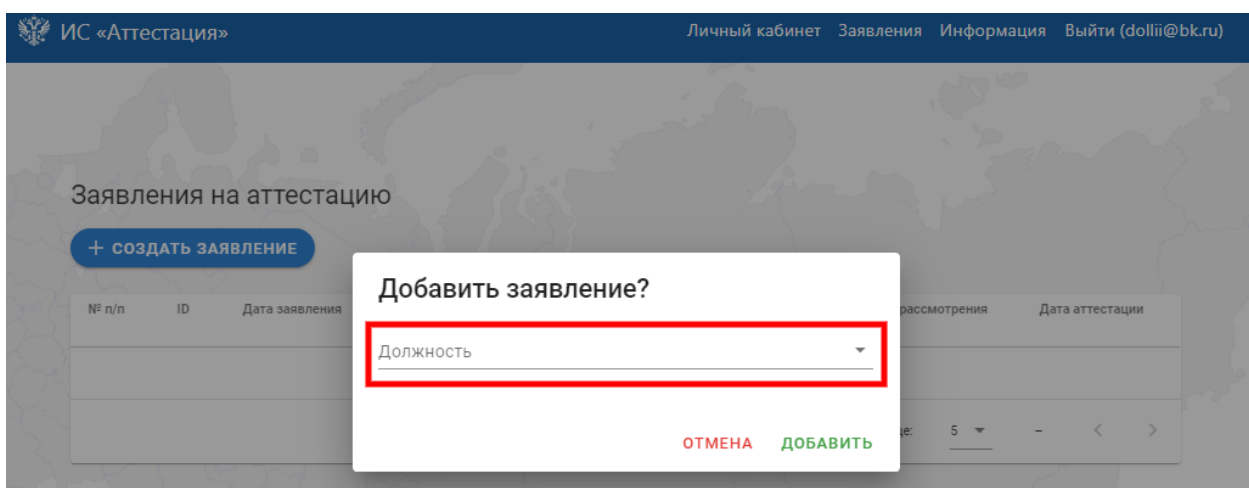 ИС «Аттестация»
Личный кабинет Заявления Информация Выйти (dollii@bk.ru)
Заявления на аттестацию
+ СОЗДАТЬ ЗАЯВЛЕНИЕ
№ п/п ID Дата заявления рассмотрения Дата аттестации
Добавить заявление?
Должность
це: 5 –
ОТМЕНА ДОБАВИТЬ